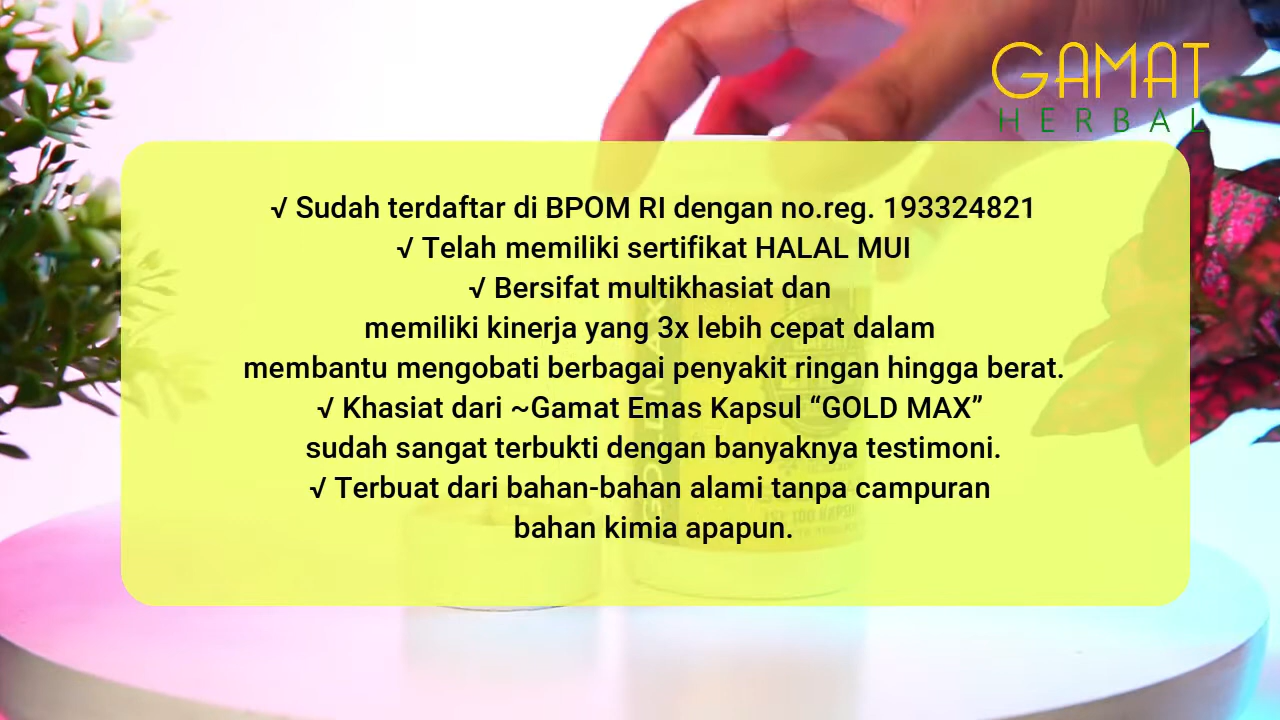 GAMAT
HERBAL
√ Sudah terdaftar di BPOM RI dengan no.reg. 193324821
√ Telah memiliki sertifikat HALAL MUI
√ Bersifat multikhasiat dan
memiliki kinerja yang 3x lebih cepat dalam
membantu mengobati berbagai penyakit ringan hingga berat.
√ Khasiat dari ~Gamat Emas Kapsul “GOLD MAX”
sudah sangat terbukti dengan banyaknya testimoni.
√ Terbuat dari bahan-bahan alami tanpa campuran
bahan kimia apapun.